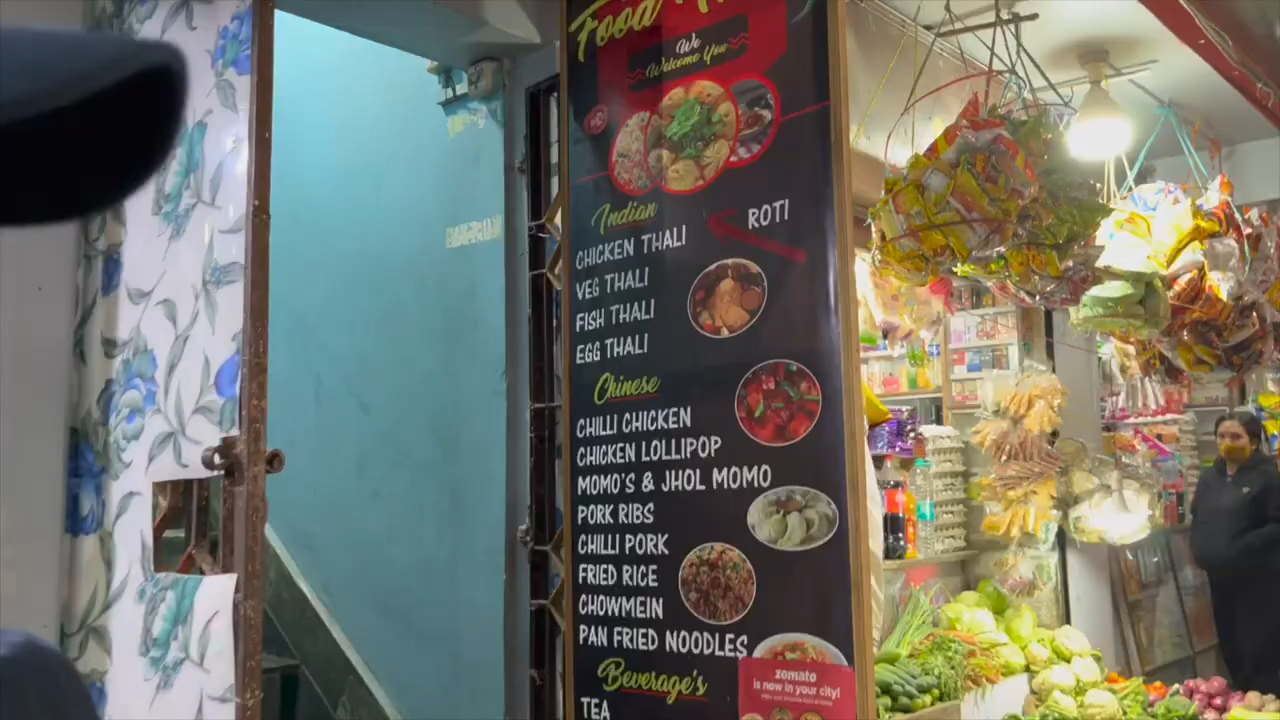 Food
We
Welcome You
Indian
ROTI
CHICKEN THALI
VEG THALI
FISH THALI
EGG THALI
Chinese
CHILLI CHICKEN
CHICKEN LOLLIPOP
MOMO'S & JHOL MOMO
PORK RIBS
CHILLI PORK
FRIED RICE
CHOWMEIN
PAN FRIED NOODLES
Beverage's
TEA
zomato
is now in your city!